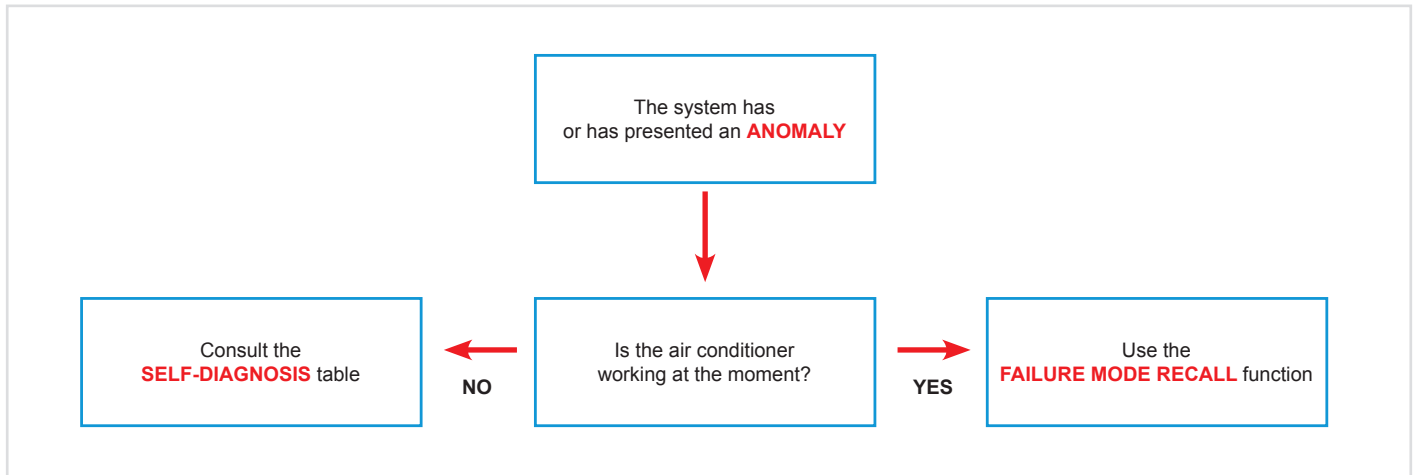 The system has
or has presented an ANOMALY
Consult the
SELF-DIAGNOSIS table
NO
Is the air conditioner
working at the moment?
YES
Use the
FAILURE MODE RECALL function